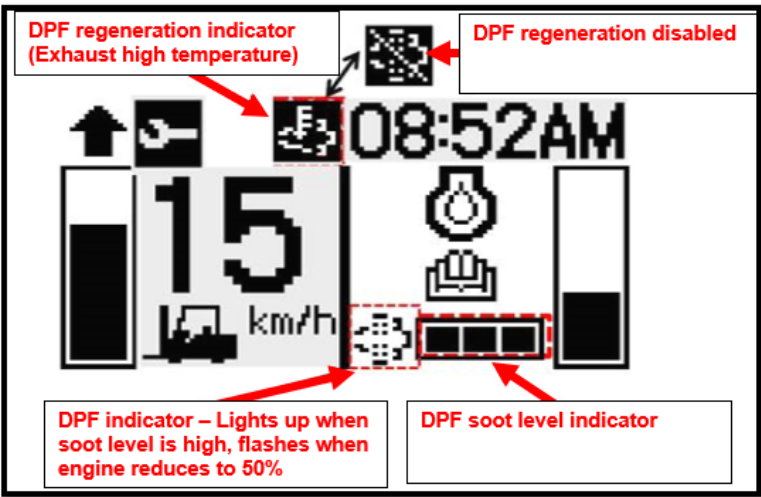 DPF regeneration indicator
(Exhaust high temperature)
DPF regeneration disabled
08:52AM
15
km/h
DPF indicator – Lights up when
soot level is high, flashes when
engine reduces to 50%
DPF soot level indicator